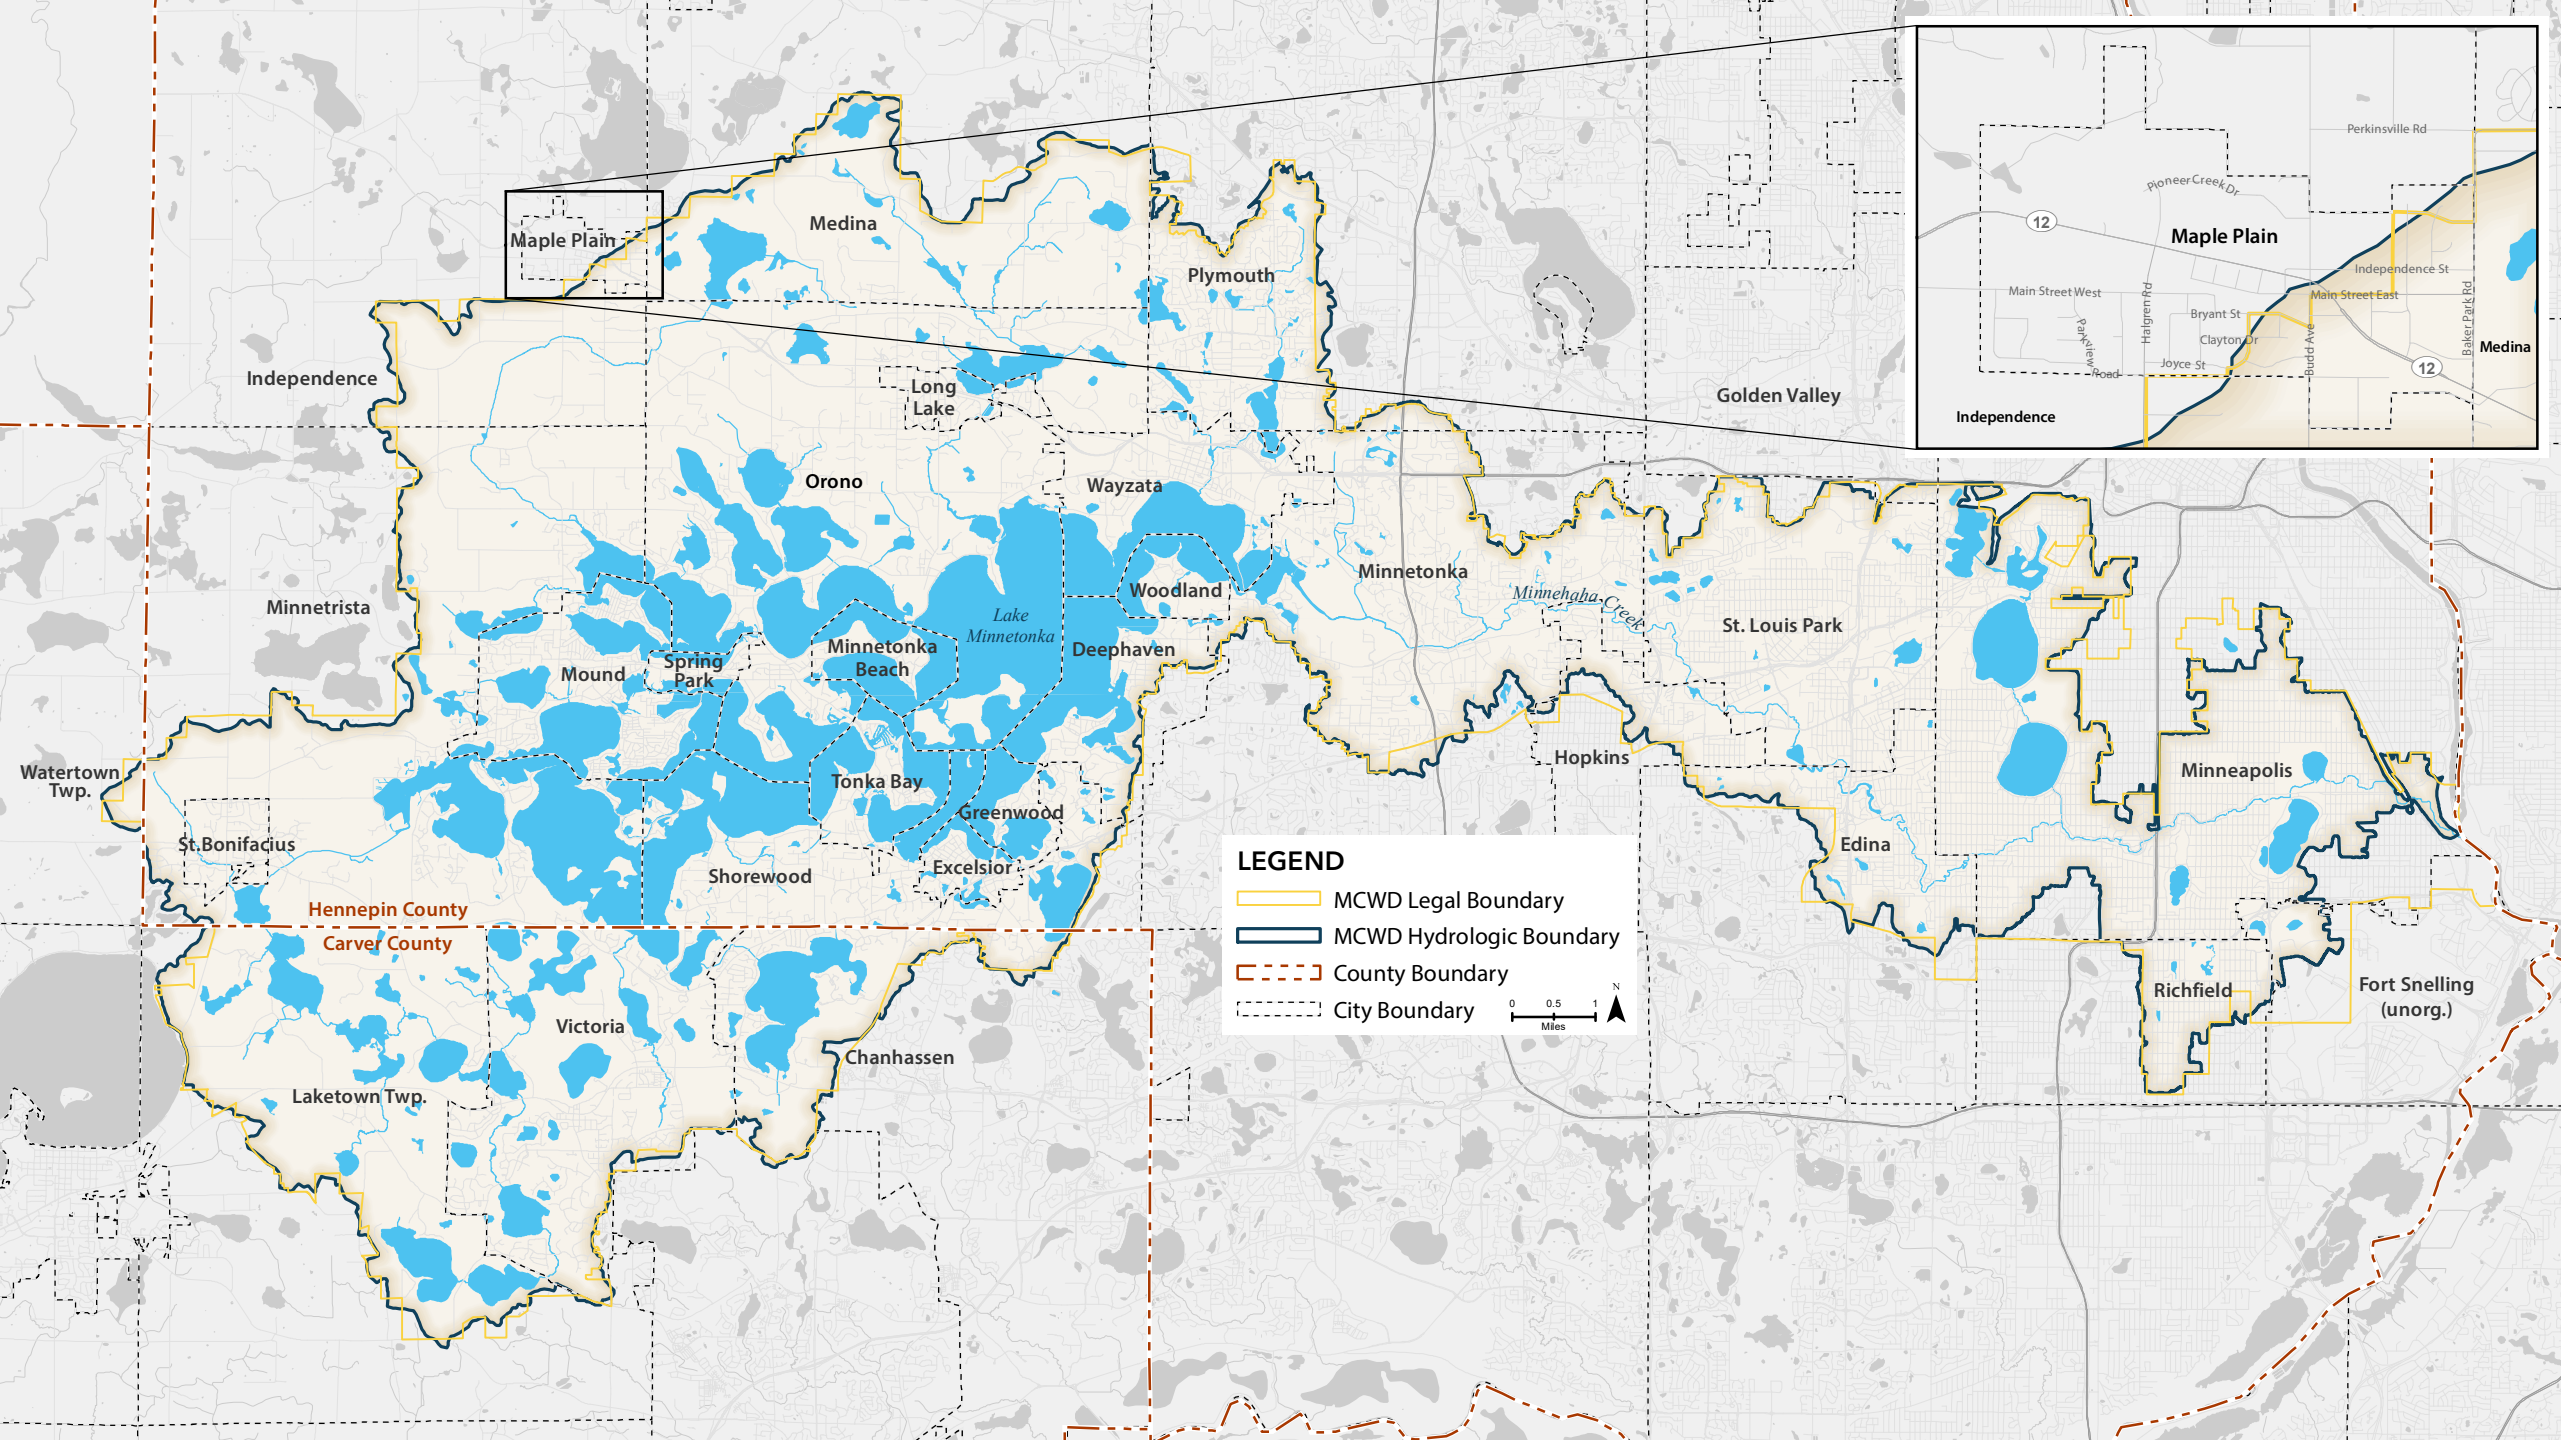 Perkinsville Rd
Pioneer Creek Dr
12
Maple Plain
Independence St
Main Street West
Main Street East
Halgren Rd
Bryant St
Parkview
Road
Clayton Dr
Budd Ave
Baker Park Rd
Medina
Joyce St
12
Independence
Medina
Maple Plain
Plymouth
Independence
Long
Lake
Golden Valley
Orono
Wayzata
Minnetonka
Woodland
Minnehaha Creek
Minnetrista
Lake
Minnetonka
St. Louis Park
Minnetonka
Beach
Deephaven
Spring
Park
Mound
Hopkins
Watertown
Twp.
Tonka Bay
Minneapolis
Greenwood
St.Bonifacius
Edina
Excelsior
Shorewood
Hennepin County
Carver County
LEGEND
MCWD Legal Boundary
MCWD Hydrologic Boundary
County Boundary
City Boundary
0 0.5 1
Miles
N
Richfield
Fort Snelling
(unorg.)
Victoria
Chanhassen
Laketown Twp.